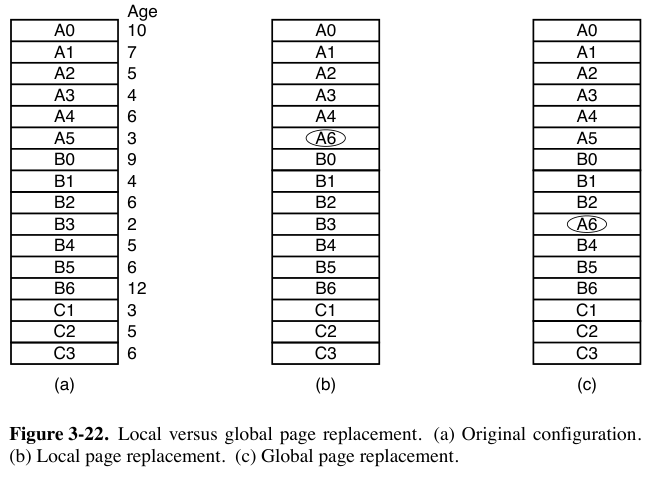 Age
A0 10 A0 A0
A1 7 A1 A1
A2 5 A2 A2
A3 4 A3 A3
A4 6 A4 A4
A5 3 A6 A5
B0 9 B0 B0
B1 4 B1 B1
B2 6 B2 B2
B3 2 B3 A6
B4 5 B4 B4
B5 6 B5 B5
B6 12 B6 B6
C1 3 C1 C1
C2 5 C2 C2
C3 6 C3 C3
(a) (b) (c)
Figure 3-22. Local versus global page replacement. (a) Original configuration.
(b) Local page replacement. (c) Global page replacement.